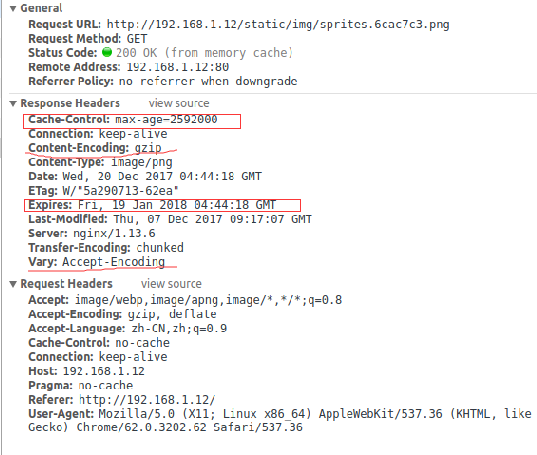 General
Request URL: http://192.168.1.12/static/img/sprites.6cac7c3.png
Request Method: GET
Status Code: 200 OK (from memory cache)
Remote Address: 192.168.1.12:80
Referrer Policy: no-referrer-when-downgrade
Response Headers view source
Cache-Control: max-age=2592000
Connection: keep-alive
Content-Encoding: gzip
Content-Type: image/png
Date: Wed, 20 Dec 2017 04:44:18 GMT
ETag: W/"5a290713-62ea"
Expires: Fri, 19 Jan 2018 04:44:18 GMT
Last-Modified: Thu, 07 Dec 2017 09:17:07 GMT
Server: nginx/1.13.6
Transfer-Encoding: chunked
Vary: Accept-Encoding
Request Headers view source
Accept: image/webp,image/apng,image/*,*/*;q=0.8
Accept-Encoding: gzip, deflate
Accept-Language: zh-CN,zh;q=0.9
Cache-Control: no-cache
Connection: keep-alive
Host: 192.168.1.12
Pragma: no-cache
Referer: http://192.168.1.12/
User-Agent: Mozilla/5.0 (X11; Linux x86_64) AppleWebKit/537.36 (KHTML, like
Gecko) Chrome/62.0.3202.62 Safari/537.36